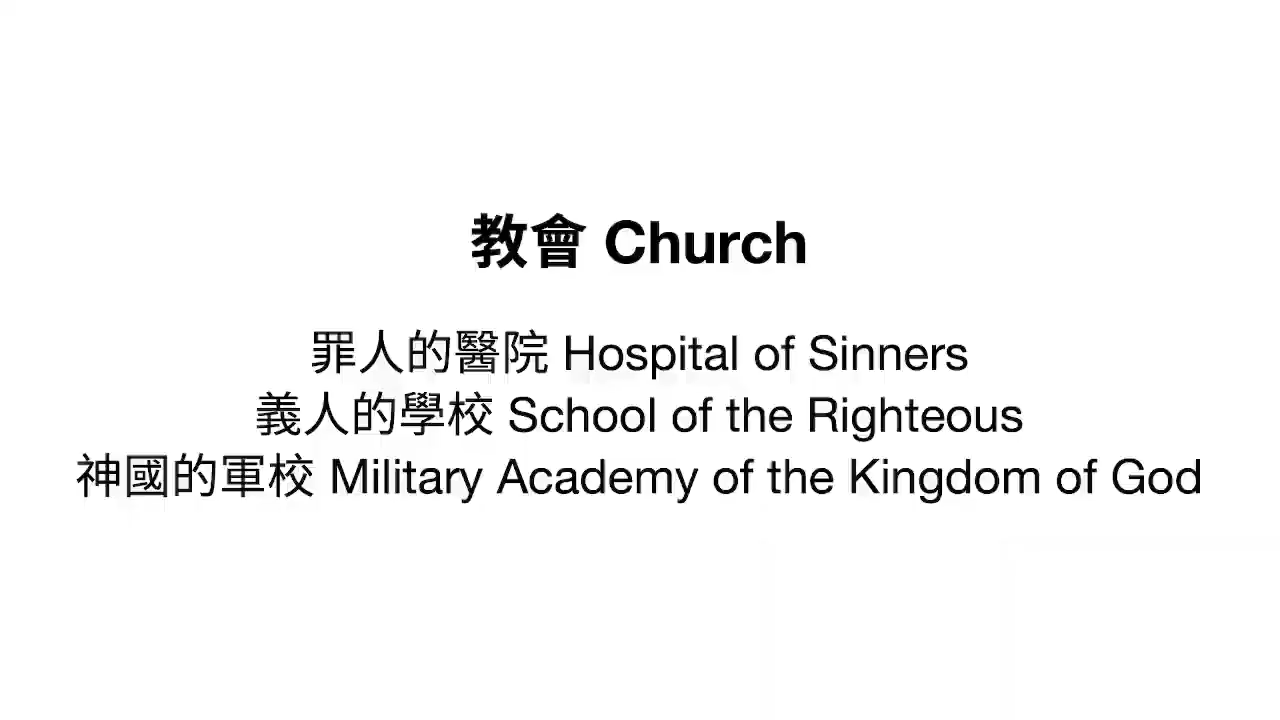 教會 Church
罪人的醫院 Hospital of Sinners
義人的學校 School of the Righteous
神國的軍校 Military Academy of the Kingdom of God